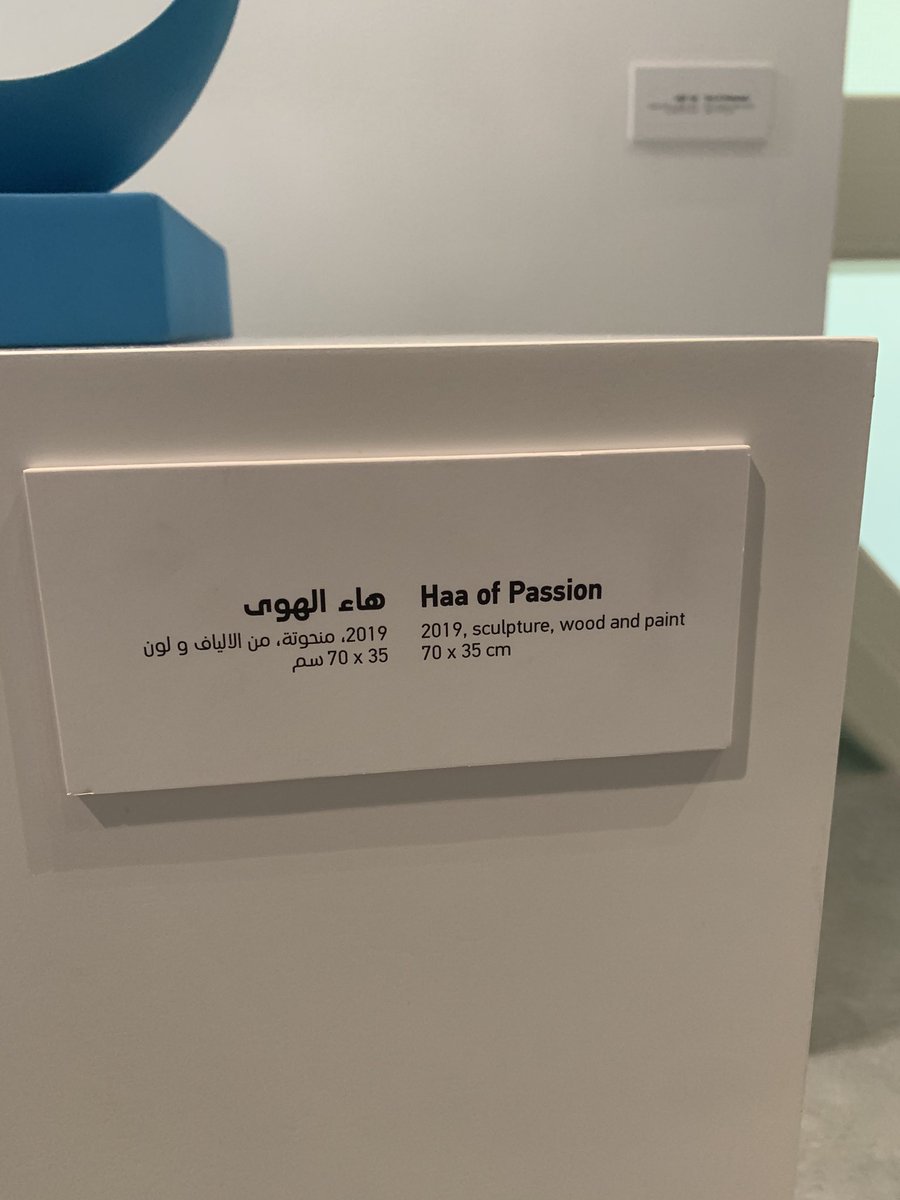 هاء الهوى
2019، منحوتة، من الالياف و لون
70 x 35 سم
Haa of Passion
2019, sculpture, wood and paint
70 x 35 cm